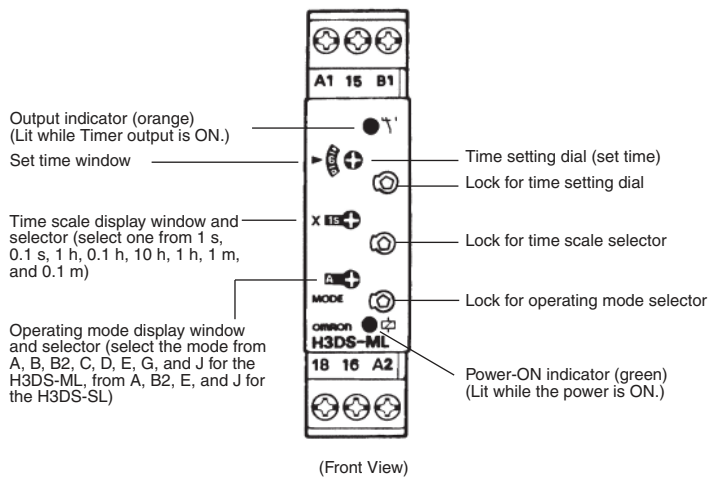 A1 15 B1
Output indicator (orange)
(Lit while Timer output is ON.)
Set time window
Time setting dial (set time)
Lock for time setting dial
Time scale display window and
selector (select one from 1 s,
0.1 s, 1 h, 0.1 h, 10 h, 1 h, 1 m,
and 0.1 m)
X 1S
Lock for time scale selector
A
MODE
Lock for operating mode selector
Operating mode display window
and selector (select the mode from
A, B, B2, C, D, E, G, and J for the
H3DS-ML, from A, B2, E, and J for
the H3DS-SL)
OMRON
H3DS-ML
18 16 A2
Power-ON indicator (green)
(Lit while the power is ON.)
(Front View)